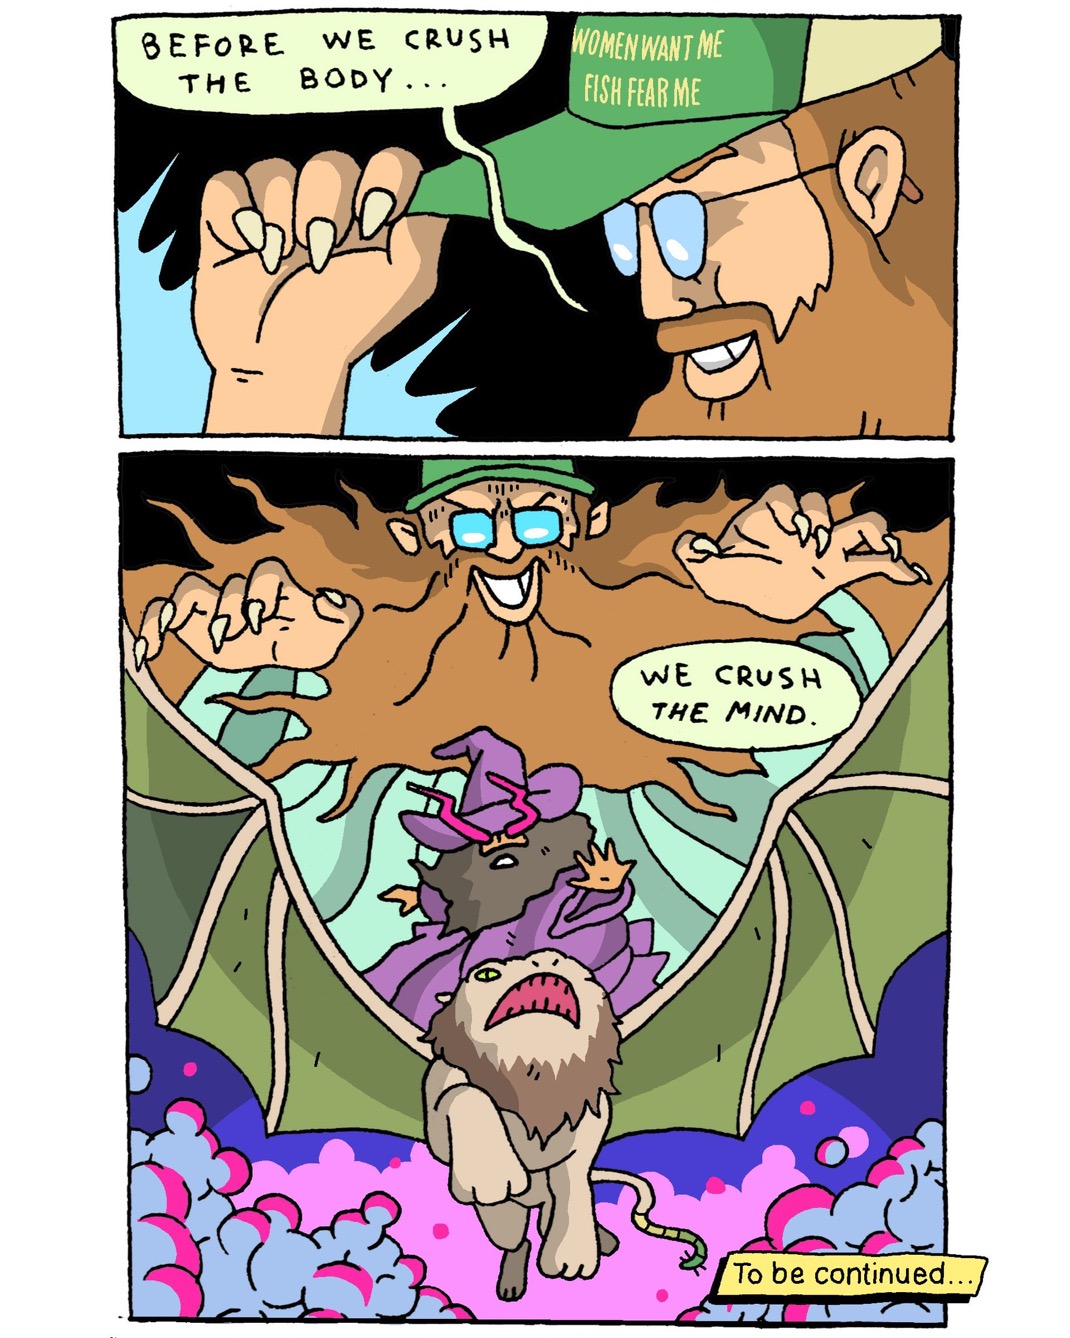 BEFORE WE CRUSH
THE BODY...
WOMEN WANT ME
FISH FEAR ME
WE CRUSH
THE MIND.
To be continued...